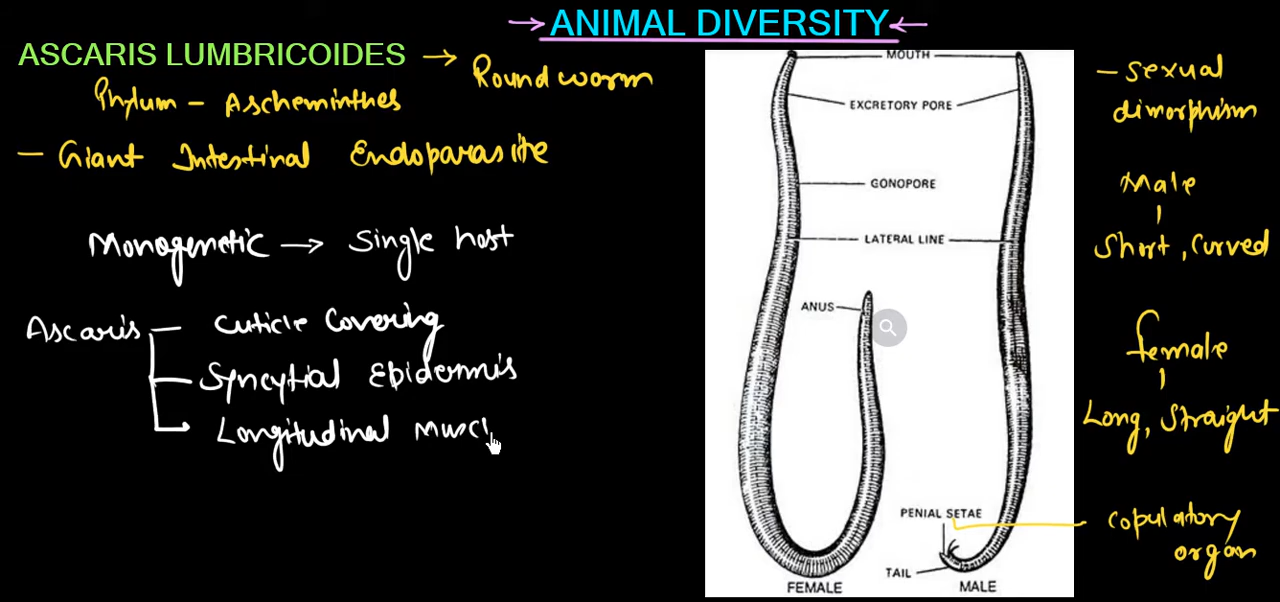 → ANIMAL DIVERSITY ←
ASCARIS LUMBRICOIDES → Round worm
Phylum - Ascheminthes
- Giant Intestinal Endoparasite
Monogenetic → Single host
Ascaris - Cuticle Covering
- Syncytial Epidermis
Longitudinal Muscl
MOUTH
EXCRETORY PORE
GONOPORE
LATERAL LINE
ANUS
PENIAL SETAE
TAIL
FEMALE
MALE
- Sexual
dimorphism
Male
Short, Curved
female
Long, Straight
Copulatory
organ